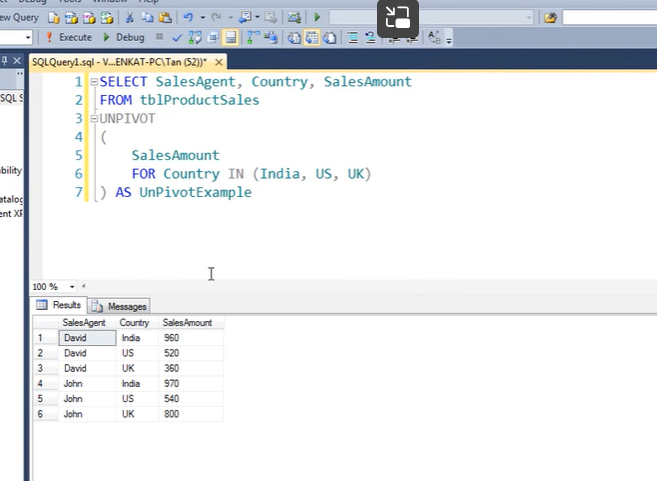 ew Query
Execute
Debug
SQLQuery1.sql - V...ENKAT-PC\Tan (52))*
SQL S
1 SELECT SalesAgent, Country, SalesAmount
2 FROM tblProductSales
3 UNPIVOT
4 (
5 SalesAmount
6 FOR Country IN (India, US, UK)
7 ) AS UnPivotExample
ability
atalog
ent XP
100 %
Results Messages
SalesAgent Country SalesAmount
1 David India 960
2 David US 520
3 David UK 360
4 John India 970
5 John US 540
6 John UK 800